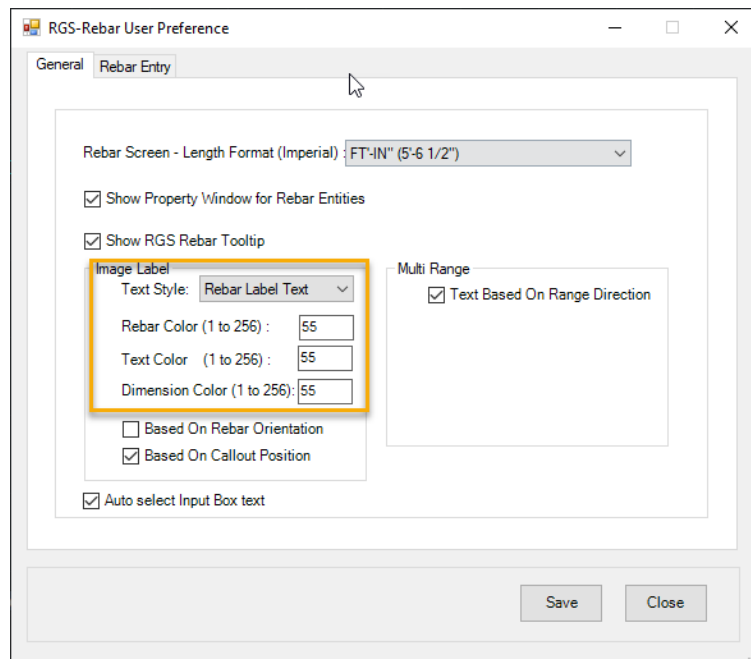 RGS-Rebar User Preference
General
Rebar Entry
Rebar Screen - Length Format (Imperial) : FT'-IN" (5'-6 1/2")
Show Property Window for Rebar Entities
Show RGS Rebar Tooltip
Image Label
Text Style: Rebar Label Text
Rebar Color (1 to 256) : 55
Text Color (1 to 256) : 55
Dimension Color (1 to 256): 55
Based On Rebar Orientation
Based On Callout Position
Multi Range
Text Based On Range Direction
Auto select Input Box text
Save
Close